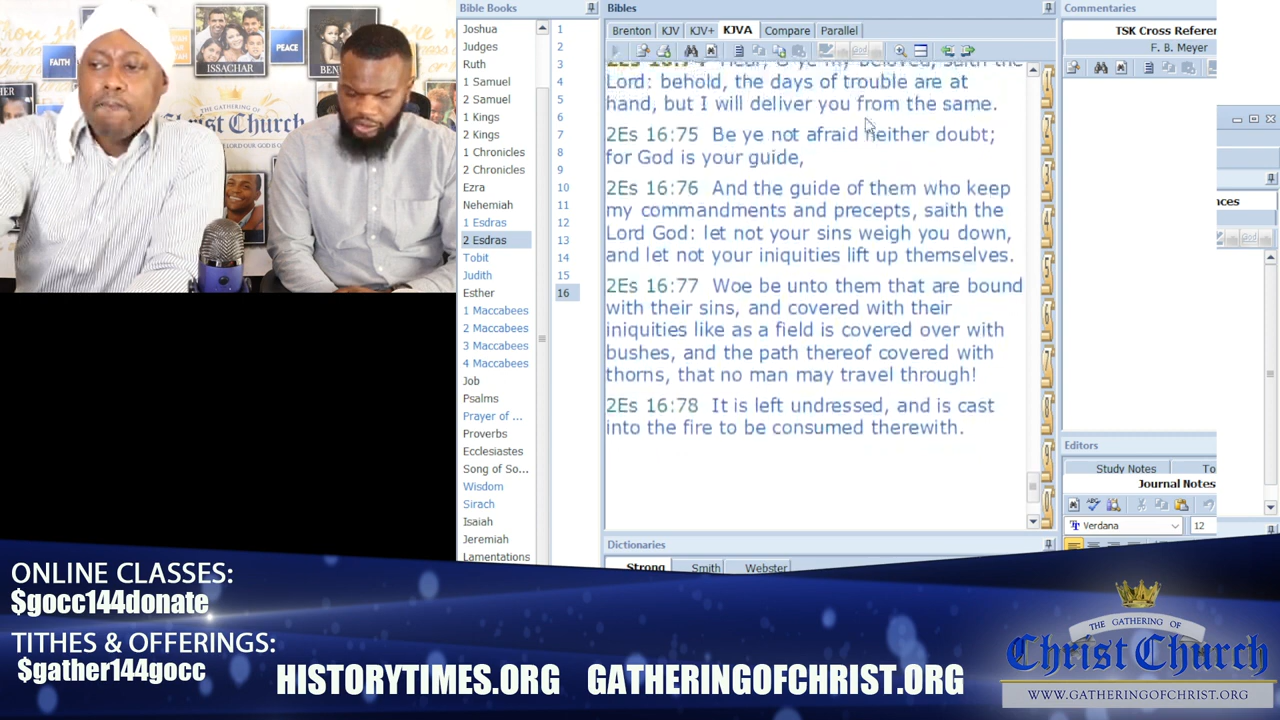 ISSACHAR
PEACE
FAITH
THE GATHERING OF
Christ Church
Bible Books
Joshua
Judges
Ruth
1 Samuel
2 Samuel
1 Kings
2 Kings
1 Chronicles
2 Chronicles
Ezra
Nehemiah
1 Esdras
2 Esdras
Tobit
Judith
Esther
1 Maccabees
2 Maccabees
3 Maccabees
4 Maccabees
Job
Psalms
Prayer of ...
Proverbs
Ecclesiastes
Song of So...
Wisdom
Sirach
Isaiah
Jeremiah
Lamentations
1
2
3
4
5
6
7
8
9
10
11
12
13
14
15
16
Bibles
Brenton KJV KJV+ KJVA Compare Parallel
Lord: behold, the days of trouble are at
hand, but I will deliver you from the same.
2Es 16:75 Be ye not afraid neither doubt;
for God is your guide,
2Es 16:76 And the guide of them who keep
my commandments and precepts, saith the
Lord God: let not your sins weigh you down,
and let not your iniquities lift up themselves.
2Es 16:77 Woe be unto them that are bound
with their sins, and covered with their
iniquities like as a field is covered over with
bushes, and the path thereof covered with
thorns, that no man may travel through!
2Es 16:78 It is left undressed, and is cast
into the fire to be consumed therewith.
Dictionaries
Strong Smith Webster
Commentaries
TSK Cross Refer
F. B. Meyer
nces
Editors
Study Notes To
Journal Notes
Verdana 12
ONLINE CLASSES:
$gocc144donate
TITHES & OFFERINGS:
$gather144gocc
HISTORYTIMES.ORG GATHERINGOFCHRIST.ORG
THE GATHERING OF
Christ Church
WWW.GATHERINGOFCHRIST.ORG